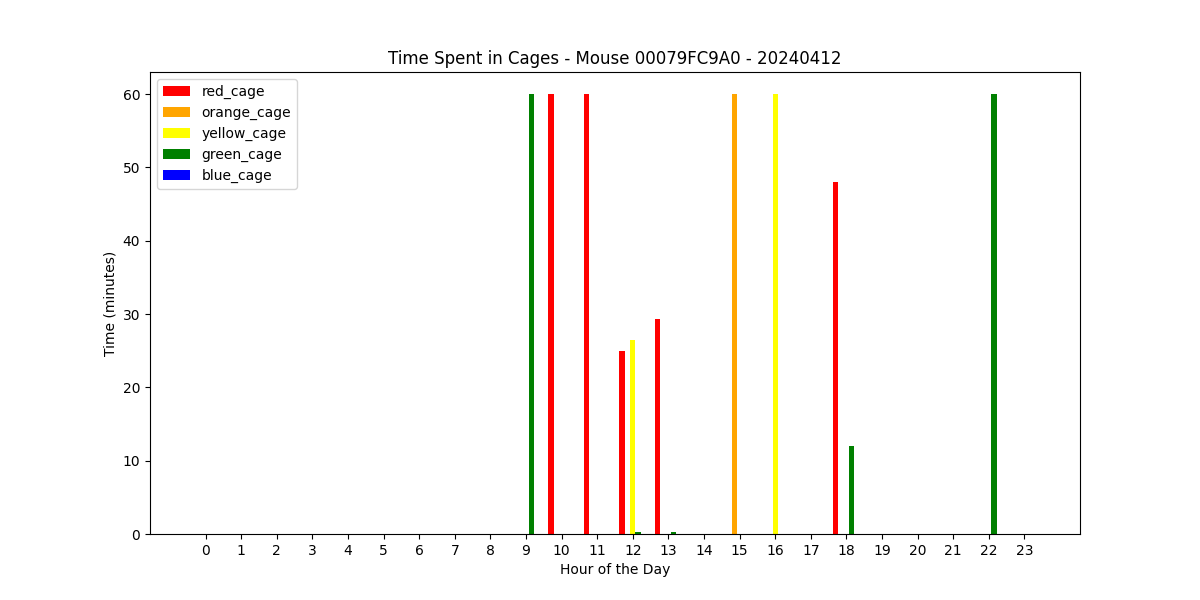 Time Spent in Cages - Mouse 00079FC9A0 - 20240412
red_cage
orange_cage
yellow_cage
green_cage
blue_cage
60
50
40
30
20
10
0
Time (minutes)
0 1 2 3 4 5 6 7 8 9 10 11 12 13 14 15 16 17 18 19 20 21 22 23
Hour of the Day